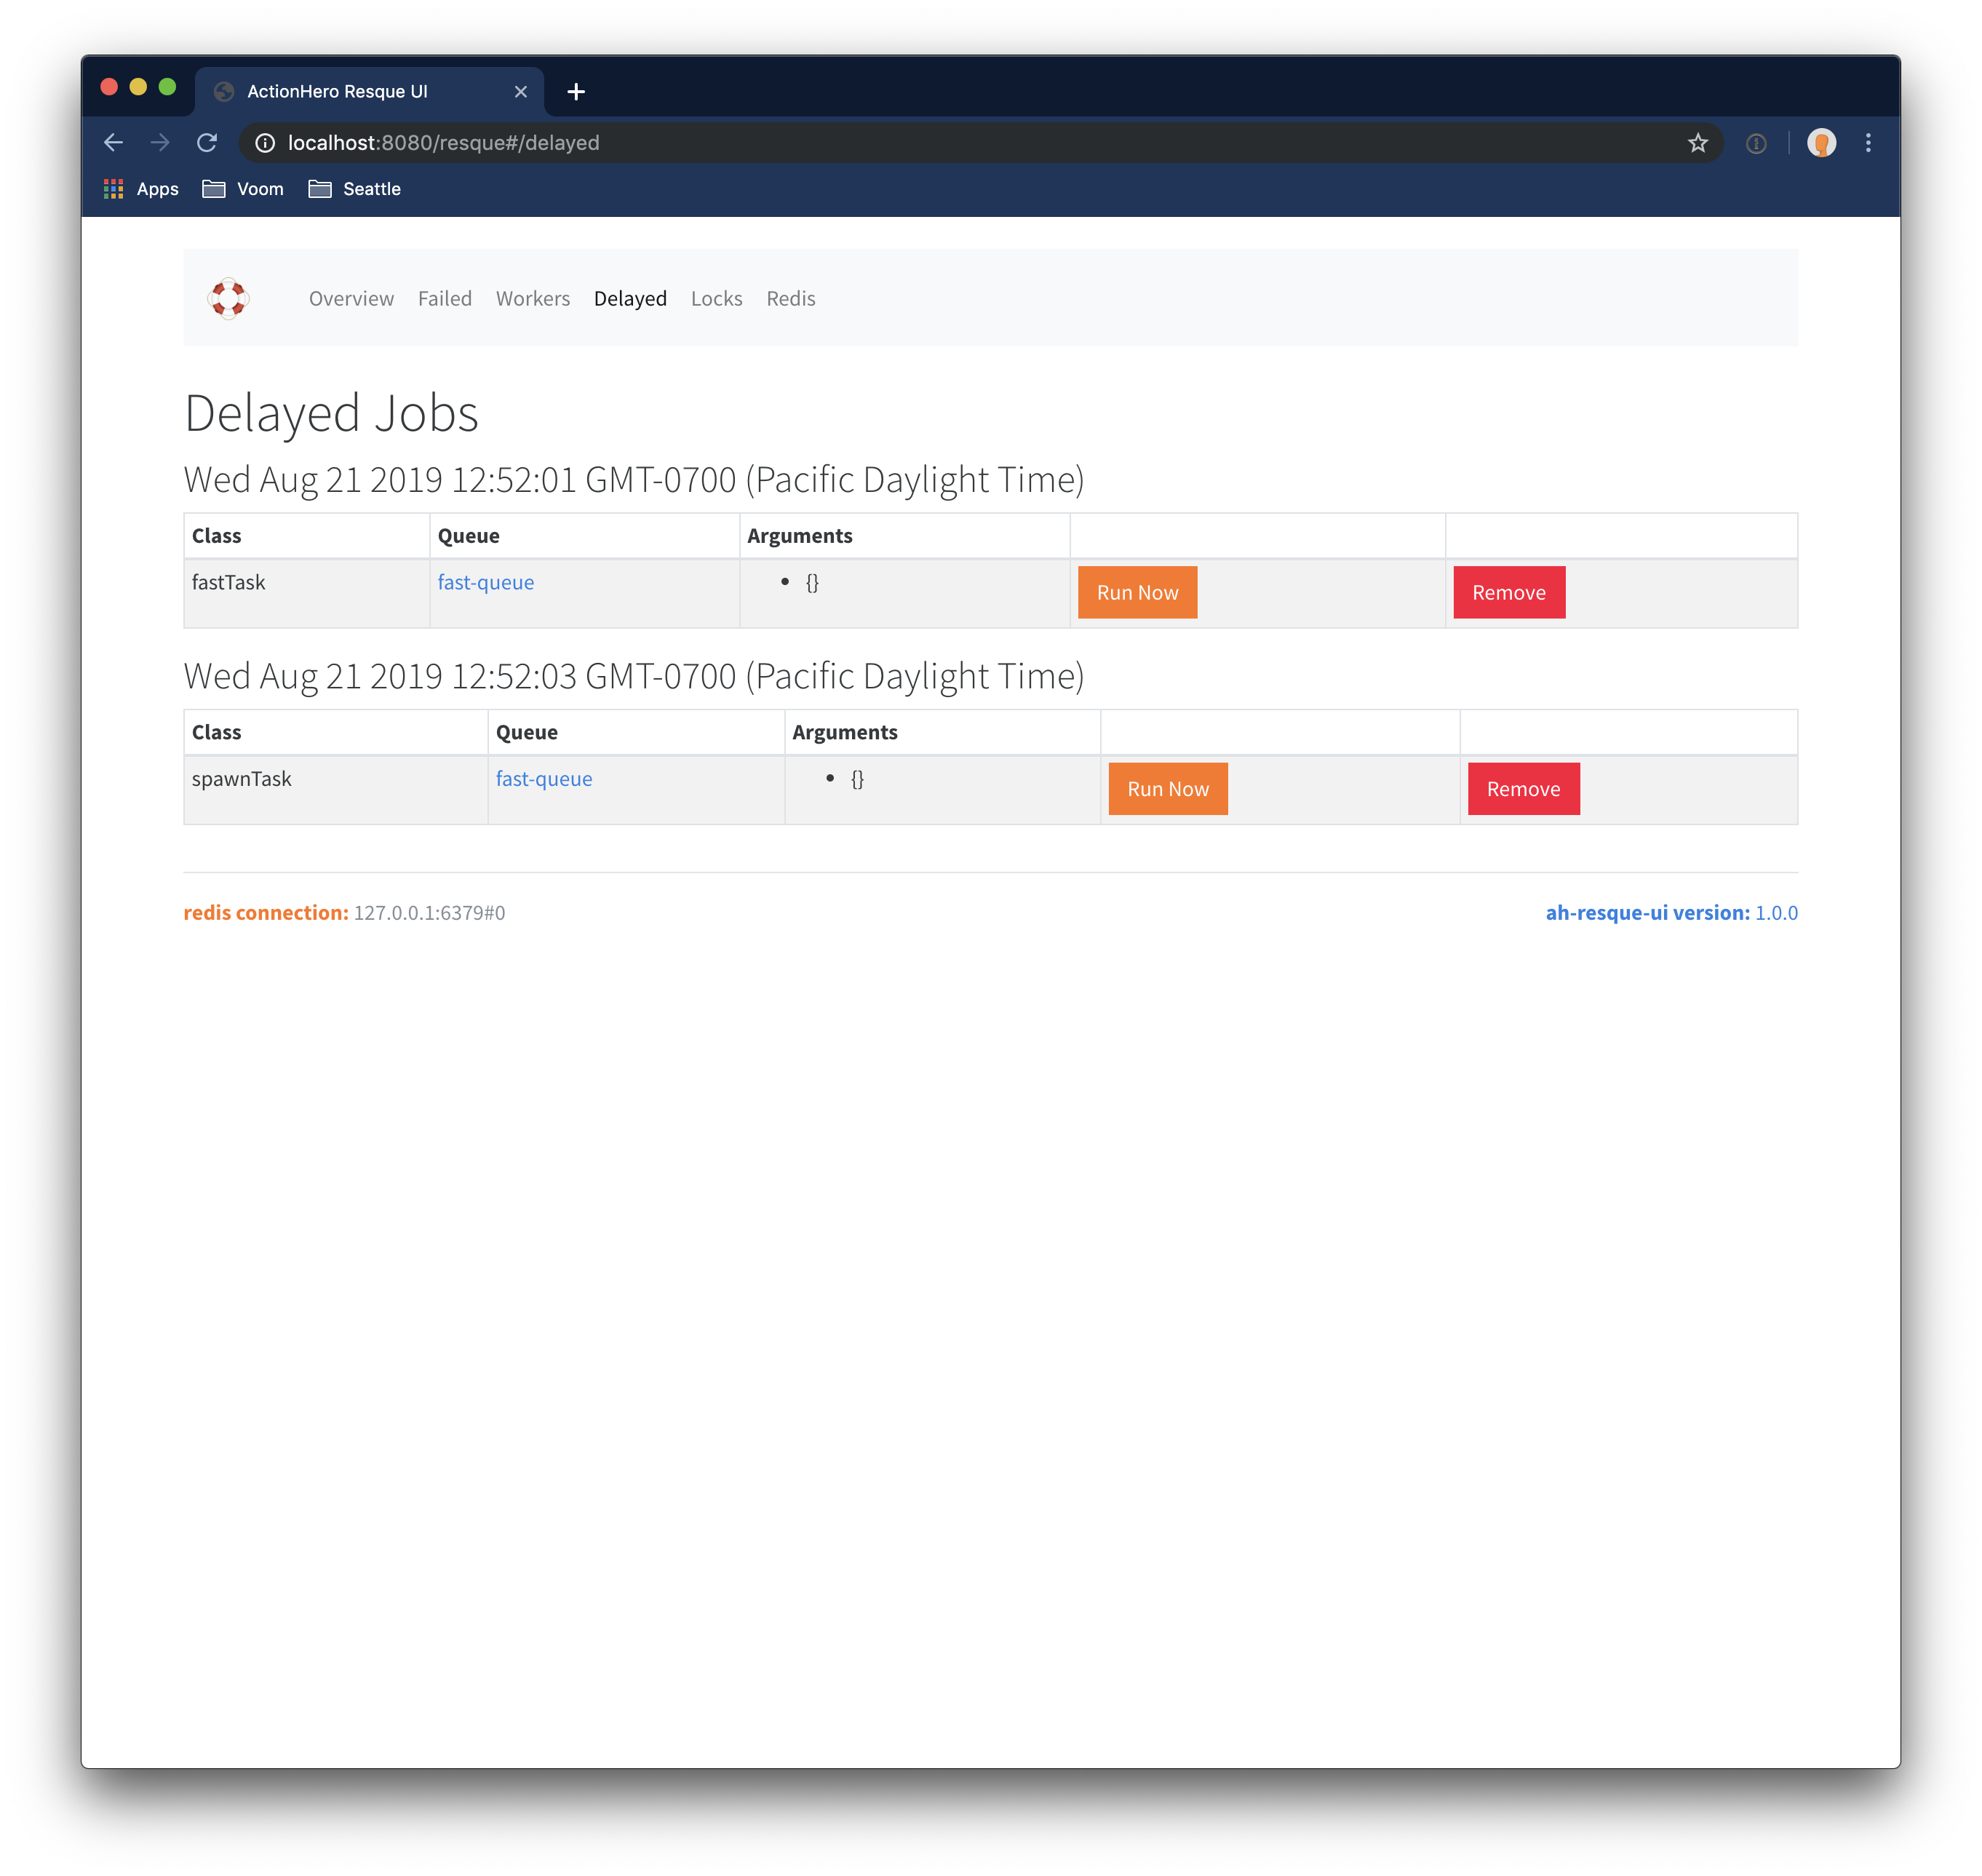 ActionHero Resque UI
localhost:8080/resque#/delayed
Apps Voom Seattle
Overview Failed Workers Delayed Locks Redis
Delayed Jobs
Wed Aug 21 2019 12:52:01 GMT-0700 (Pacific Daylight Time)
Class Queue Arguments
fastTask fast-queue • {} Run Now Remove
Wed Aug 21 2019 12:52:03 GMT-0700 (Pacific Daylight Time)
Class Queue Arguments
spawnTask fast-queue • {} Run Now Remove
redis connection: 127.0.0.1:6379#0 ah-resque-ui version: 1.0.0